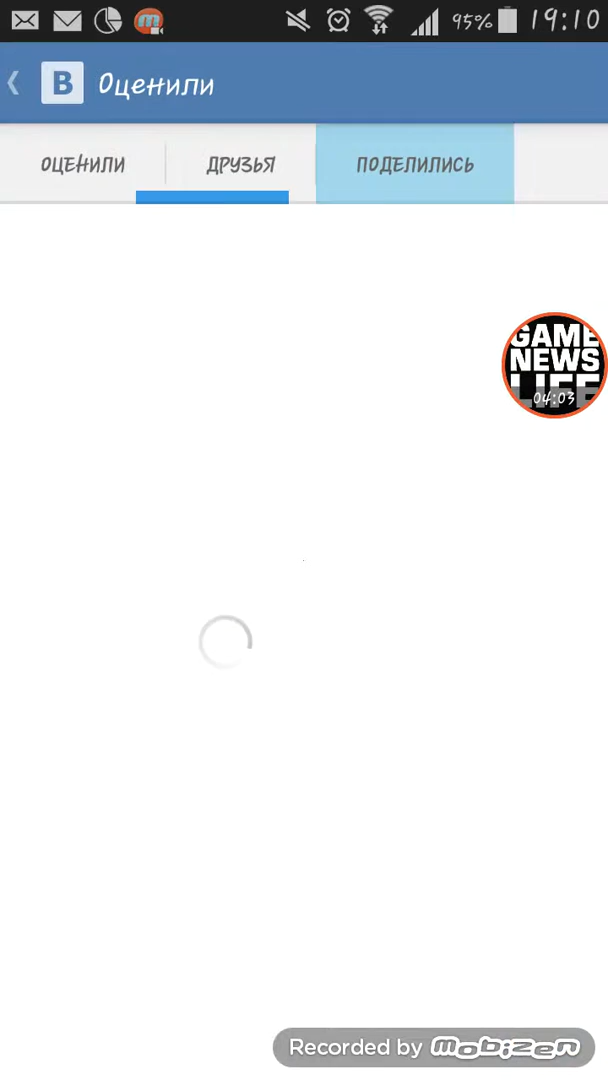 95% 19:10
B Оценили
ОЦЕНИЛИ ДРУЗЬЯ ПОДЕЛИЛИСЬ
GAME
NEWS
LIFE
04:03
Recorded by mobizen